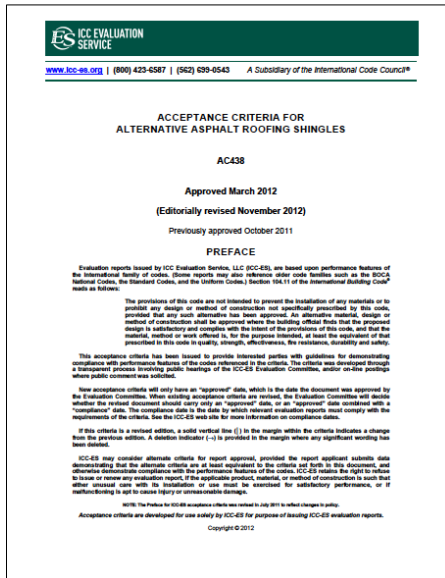 ES ICC EVALUATION
SERVICE
www.icc-es.org | (800) 423-6587 | (562) 699-0543 A Subsidiary of the International Code Council®
ACCEPTANCE CRITERIA FOR
ALTERNATIVE ASPHALT ROOFING SHINGLES
AC438
Approved March 2012
(Editorially revised November 2012)
Previously approved October 2011
PREFACE
Evaluation reports issued by ICC Evaluation Service, LLC (ICC-ES), are based upon performance features of
the International family of codes. (Some reports may also reference older code families such as the BOCA
National Codes, the Standard Codes, and the Uniform Codes.) Section 104.11 of the International Building Code®
reads as follows:
The provisions of this code are not intended to prevent the installation of any materials or to
prohibit any design or method of construction not specifically prescribed by this code,
provided that any such alternative has been approved. An alternative material, design or
method of construction shall be approved where the building official finds that the proposed
design is satisfactory and complies with the intent of the provisions of this code, and that the
material, method or work offered is, for the purpose intended, at least the equivalent of that
prescribed in this code in quality, strength, effectiveness, fire resistance, durability and safety.
This acceptance criteria has been issued to provide interested parties with guidelines for demonstrating
compliance with performance features of the codes referenced in the criteria. The criteria was developed through
a transparent process involving public hearings of the ICC-ES Evaluation Committee, and/or on-line postings
where public comment was solicited.
New acceptance criteria will only have an "approved" date, which is the date the document was approved by
the Evaluation Committee. When existing acceptance criteria are revised, the Evaluation Committee will decide
whether the revised document should carry only an "approved" date, or an "approved" date combined with a
"compliance" date. The compliance date is the date by which relevant evaluation reports must comply with the
requirements of the criteria. See the ICC-ES web site for more information on compliance dates.
If this criteria is a revised edition, a solid vertical line (|) in the margin within the criteria indicates a change
from the previous edition. A deletion indicator (→) is provided in the margin where any significant wording has
been deleted.
ICC-ES may consider alternate criteria for report approval, provided the report applicant submits data
demonstrating that the alternate criteria are at least equivalent to the criteria set forth in this document, and
otherwise demonstrate compliance with the performance features of the codes. ICC-ES retains the right to refuse
to issue or renew any evaluation report, if the applicable product, material, or method of construction is such that
either unusual care with its installation or use must be exercised for satisfactory performance, or if
malfunctioning is apt to cause injury or unreasonable damage.
NOTE: The Preface for ICC-ES acceptance criteria was revised in July 2011 to reflect changes in policy.
Acceptance criteria are developed for use solely by ICC-ES for purpose of issuing ICC-ES evaluation reports.
Copyright © 2012